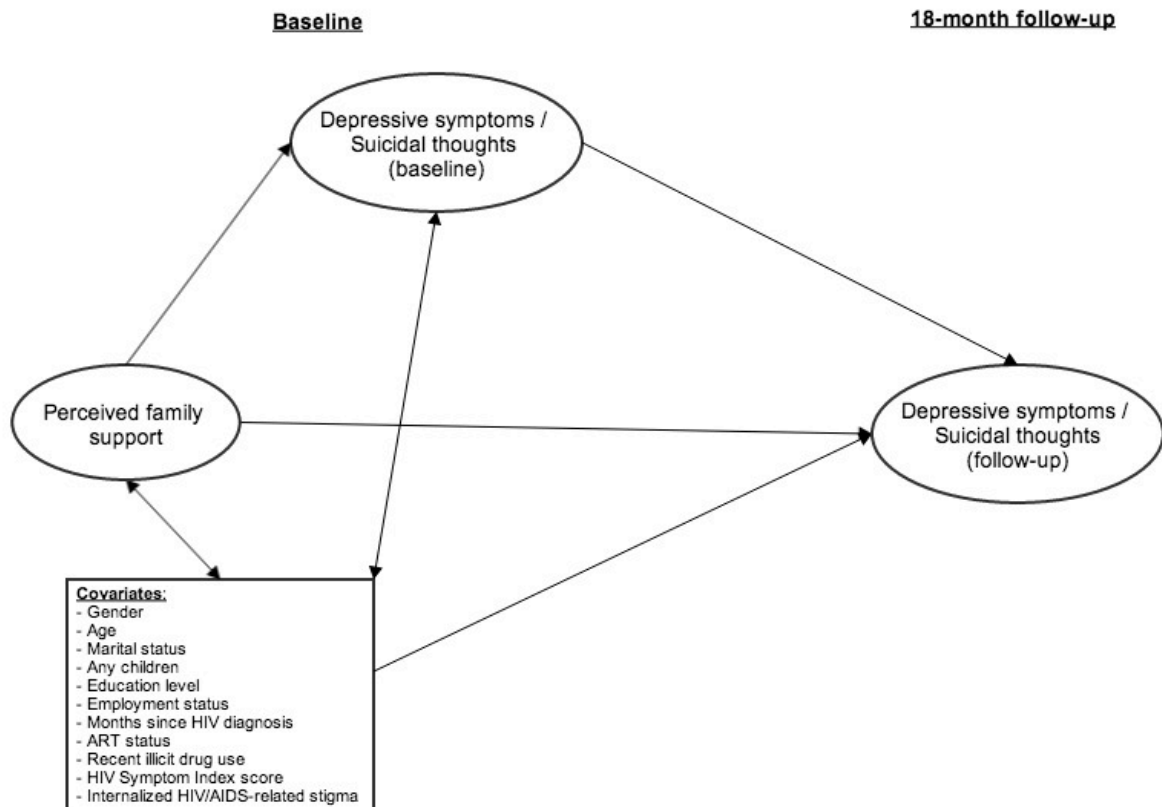 Baseline
18-month follow-up
Depressive symptoms /
Suicidal thoughts
(baseline)
Perceived family
support
Depressive symptoms /
Suicidal thoughts
(follow-up)
Covariates:
- Gender
- Age
- Marital status
- Any children
- Education level
- Employment status
- Months since HIV diagnosis
- ART status
- Recent illicit drug use
- HIV Symptom Index score
- Internalized HIV/AIDS-related stigma